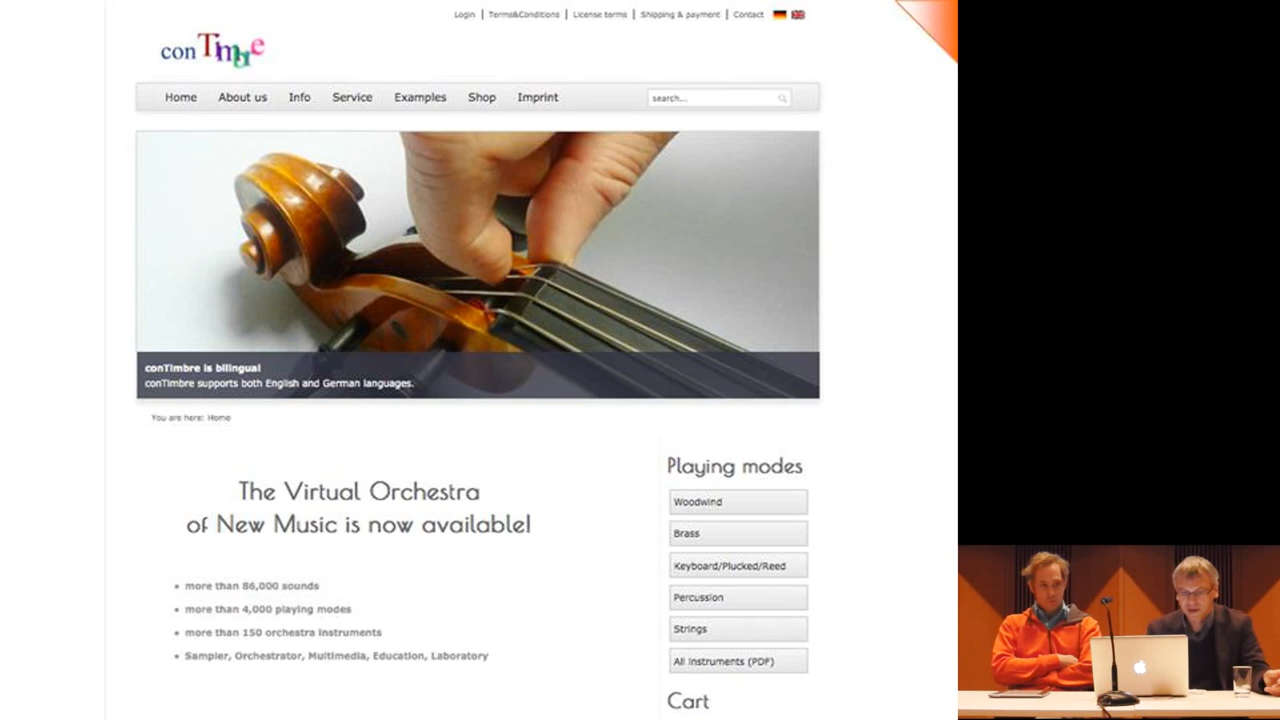 Login | Terms&Conditions | License terms | Shipping & payment | Contact
conTimbre
Home About us Info Service Examples Shop Imprint
search...
conTimbre is bilingual
conTimbre supports both English and German languages.
You are here: Home
The Virtual Orchestra
of New Music is now available!
• more than 86,000 sounds
• more than 4,000 playing modes
• more than 150 orchestra instruments
• Sampler, Orchestrator, Multimedia, Education, Laboratory
Playing modes
Woodwind
Brass
Keyboard/Plucked/Reed
Percussion
Strings
All Instruments (PDF)
Cart